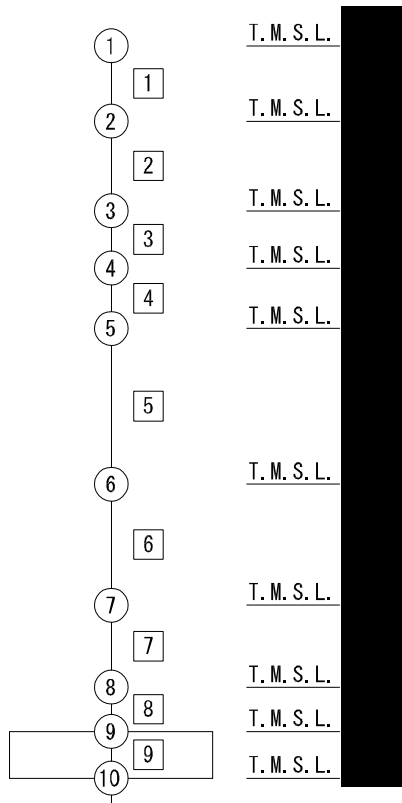 ① T.M.S.L.
1
② T.M.S.L.
2
③ T.M.S.L.
3
④ T.M.S.L.
4
⑤ T.M.S.L.
5
⑥ T.M.S.L.
6
⑦ T.M.S.L.
7
⑧ T.M.S.L.
8
⑨ T.M.S.L.
9
⑩ T.M.S.L.